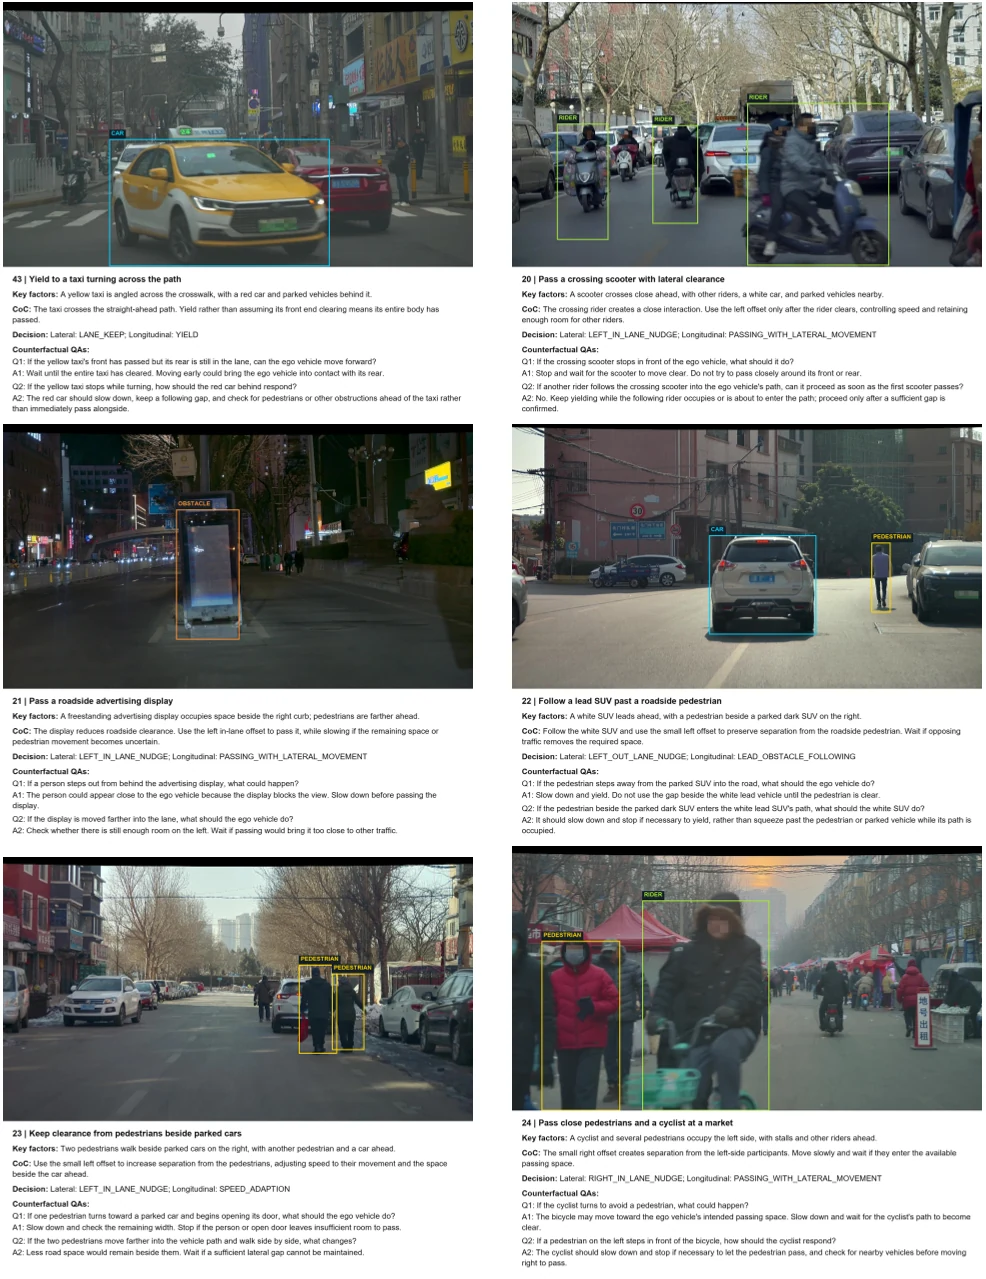 CAR
43 | Yield to a taxi turning across the path
Key factors: A yellow taxi is angled across the crosswalk, with a red car and parked vehicles behind it.
CoC: The taxi crosses the straight-ahead path. Yield rather than assuming its front end clearing means its entire body has
passed.
Decision: Lateral: LANE_KEEP; Longitudinal: YIELD
Counterfactual QAs:
Q1: If the yellow taxi's front has passed but its rear is still in the lane, can the ego vehicle move forward?
A1: Wait until the entire taxi has cleared. Moving early could bring the ego vehicle into contact with its rear.
Q2: If the yellow taxi stops while turning, how should the red car behind respond?
A2: The red car should slow down, keep a following gap, and check for pedestrians or other obstructions ahead of the taxi rather
than immediately pass alongside.
RIDER
RIDER
RIDER
20 | Pass a crossing scooter with lateral clearance
Key factors: A scooter crosses close ahead, with other riders, a white car, and parked vehicles nearby.
CoC: The crossing rider creates a close interaction. Use the left offset only after the rider clears, controlling speed and retaining
enough room for other riders.
Decision: Lateral: LEFT_IN_LANE_NUDGE; Longitudinal: PASSING_WITH_LATERAL_MOVEMENT
Counterfactual QAs:
Q1: If the crossing scooter stops in front of the ego vehicle, what should it do?
A1: Stop and wait for the scooter to move clear. Do not try to pass closely around its front or rear.
Q2: If another rider follows the crossing scooter into the ego vehicle's path, can it proceed as soon as the first scooter passes?
A2: No. Keep yielding while the following rider occupies or is about to enter the path; proceed only after a sufficient gap is
confirmed.
OBSTACLE
21 | Pass a roadside advertising display
Key factors: A freestanding advertising display occupies space beside the right curb; pedestrians are farther ahead.
CoC: The display reduces roadside clearance. Use the left in-lane offset to pass it, while slowing if the remaining space or
pedestrian movement becomes uncertain.
Decision: Lateral: LEFT_IN_LANE_NUDGE; Longitudinal: PASSING_WITH_LATERAL_MOVEMENT
Counterfactual QAs:
Q1: If a person steps out from behind the advertising display, what could happen?
A1: The person could appear close to the ego vehicle because the display blocks the view. Slow down before passing the
display.
Q2: If the display is moved farther into the lane, what should the ego vehicle do?
A2: Check whether there is still enough room on the left. Wait if passing would bring it too close to other traffic.
30
CAR
PEDESTRIAN
22 | Follow a lead SUV past a roadside pedestrian
Key factors: A white SUV leads ahead, with a pedestrian beside a parked dark SUV on the right.
CoC: Follow the white SUV and use the small left offset to preserve separation from the roadside pedestrian. Wait if opposing
traffic removes the required space.
Decision: Lateral: LEFT_OUT_LANE_NUDGE; Longitudinal: LEAD_OBSTACLE_FOLLOWING
Counterfactual QAs:
Q1: If the pedestrian steps away from the parked SUV into the road, what should the ego vehicle do?
A1: Slow down and yield. Do not use the gap beside the white lead vehicle until the pedestrian is clear.
Q2: If the pedestrian beside the parked dark SUV enters the white lead SUV's path, what should the white SUV do?
A2: It should slow down and stop if necessary to yield, rather than squeeze past the pedestrian or parked vehicle while its path is
occupied.
PEDESTRIAN
PEDESTRIAN
23 | Keep clearance from pedestrians beside parked cars
Key factors: Two pedestrians walk beside parked cars on the right, with another pedestrian and a car ahead.
CoC: Use the small left offset to increase separation from the pedestrians, adjusting speed to their movement and the space
beside the car ahead.
Decision: Lateral: LEFT_IN_LANE_NUDGE; Longitudinal: SPEED_ADAPTION
Counterfactual QAs:
Q1: If one pedestrian turns toward a parked car and begins opening its door, what should the ego vehicle do?
A1: Slow down and check the remaining width. Stop if the person or open door leaves insufficient room to pass.
Q2: If the two pedestrians move farther into the vehicle path and walk side by side, what changes?
A2: Less road space would remain beside them. Wait if a sufficient lateral gap cannot be maintained.
RIDER
PEDESTRIAN
地号出租
24 | Pass close pedestrians and a cyclist at a market
Key factors: A cyclist and several pedestrians occupy the left side, with stalls and other riders ahead.
CoC: The small right offset creates separation from the left-side participants. Move slowly and wait if they enter the available
passing space.
Decision: Lateral: RIGHT_IN_LANE_NUDGE; Longitudinal: PASSING_WITH_LATERAL_MOVEMENT
Counterfactual QAs:
Q1: If the cyclist turns to avoid a pedestrian, what could happen?
A1: The bicycle may move toward the ego vehicle's intended passing space. Slow down and wait for the cyclist's path to become
clear.
Q2: If a pedestrian on the left steps in front of the bicycle, how should the cyclist respond?
A2: The cyclist should slow down and stop if necessary to let the pedestrian pass, and check for nearby vehicles before moving
right to pass.